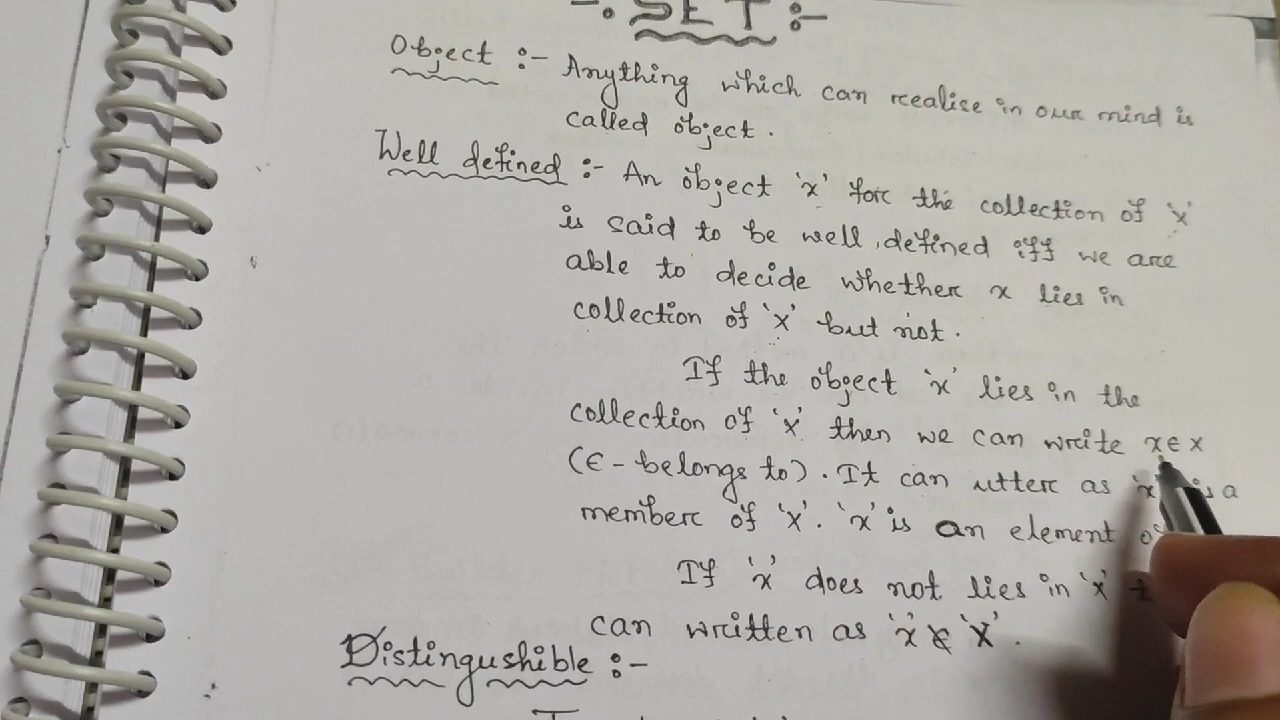 -: SET :-
Object :- Anything which can realise in our mind is
called object.
Well defined :- An object 'x' for the collection of 'X'
is said to be well defined iff we are
able to decide whether x lies in
collection of 'X' but not.
If the object 'x' lies in the
collection of 'X' then we can write x ∈ X
(∈ - belongs to). It can utter as 'x' is a
member of 'X'. 'x' is an element of
If 'x' does not lies in 'X'
can written as 'x' ∉ 'X'.
Distingushible :-